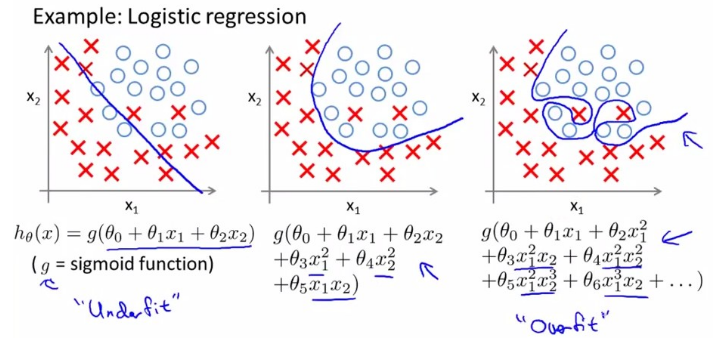 Example: Logistic regression
x₂
x₁
x₂
x₁
x₂
x₁
h_θ(x) = g(θ₀ + θ₁x₁ + θ₂x₂)
( g = sigmoid function)
"Underfit"
g(θ₀ + θ₁x₁ + θ₂x₂
+θ₃x₁² + θ₄x₂²
+θ₅x₁x₂)
g(θ₀ + θ₁x₁ + θ₂x₁²
+θ₃x₁²x₂ + θ₄x₁²x₂²
+θ₅x₁²x₂³ + θ₆x₁³x₂ + . . . )
"Overfit"